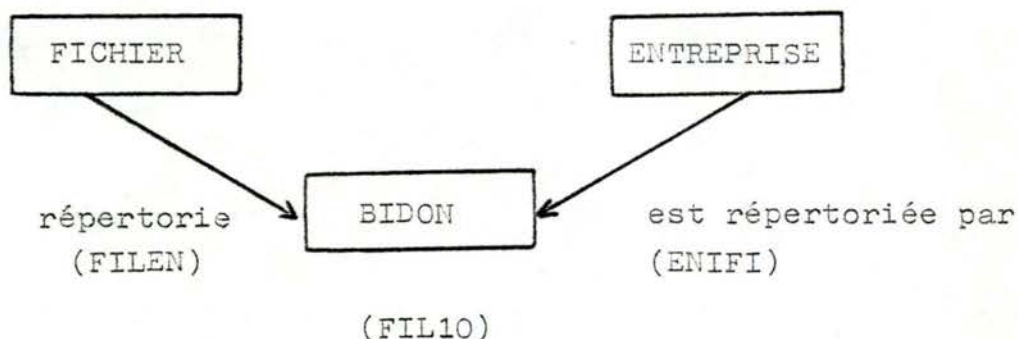 FICHIER
ENTREPRISE
BIDON
répertorie
(FILEN)
est répertoriée par
(ENIFI)
(FIL10)